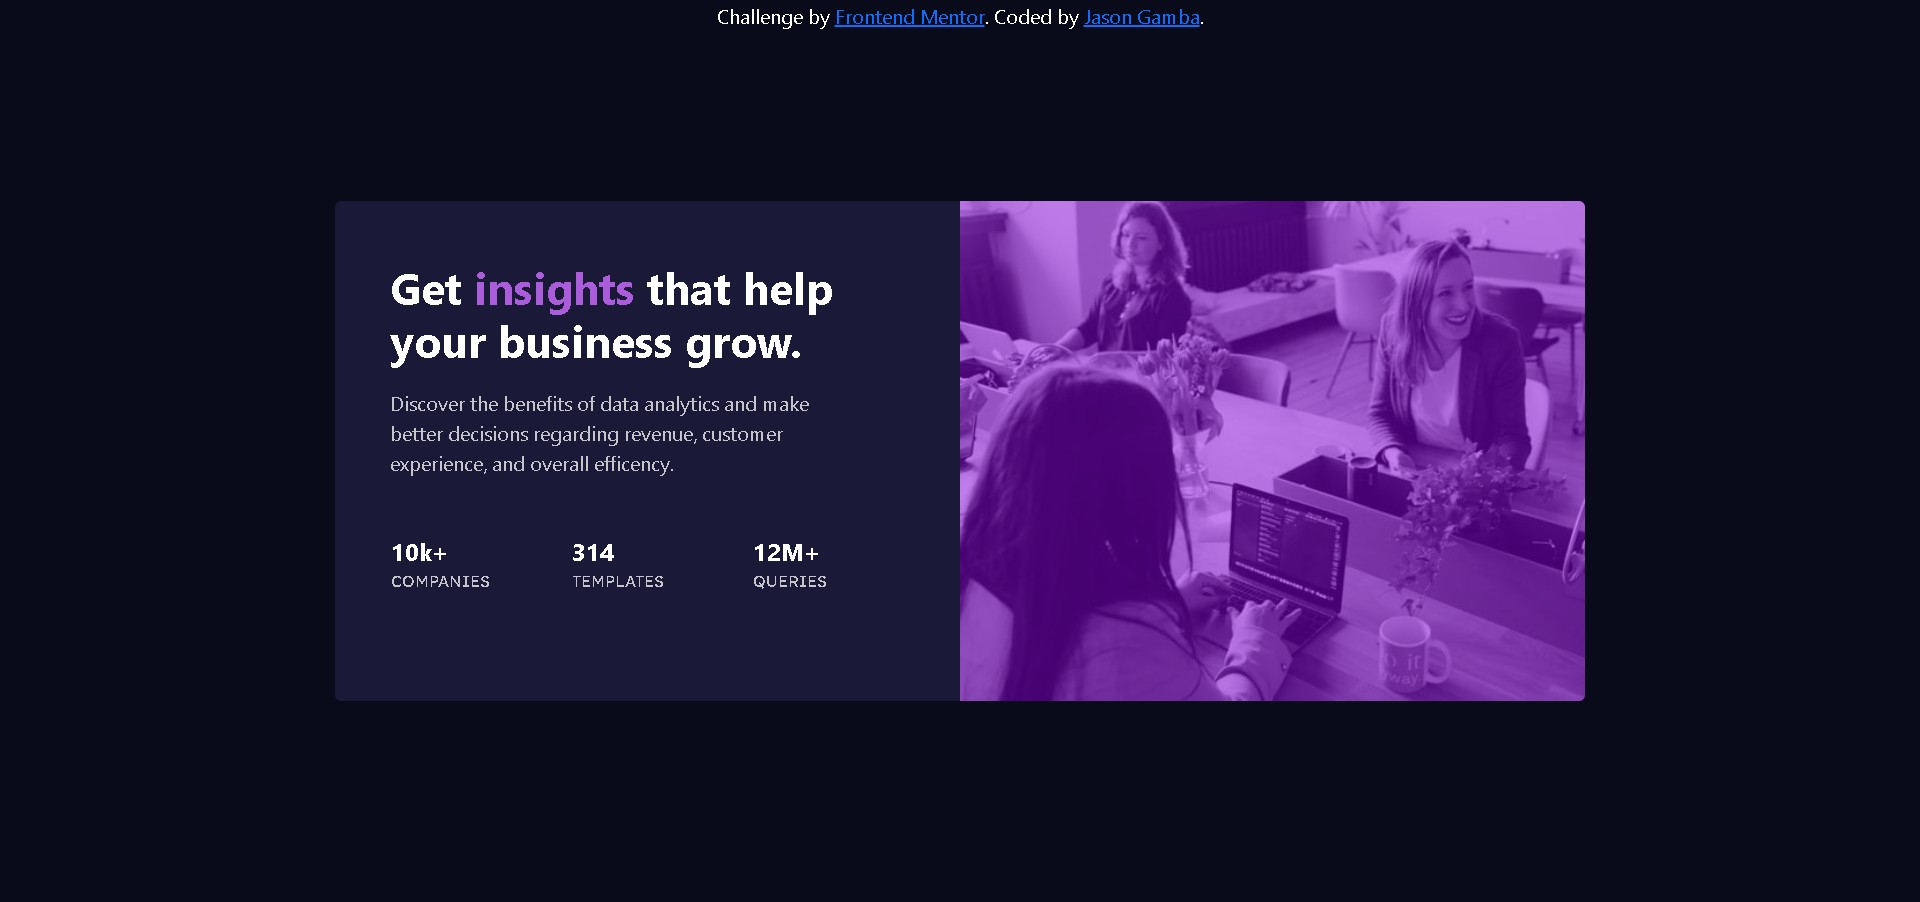 Challenge by Frontend Mentor. Coded by Jason Gamba.
Get insights that help
your business grow.
Discover the benefits of data analytics and make
better decisions regarding revenue, customer
experience, and overall efficency.
10k+ 314 12M+
COMPANIES TEMPLATES QUERIES